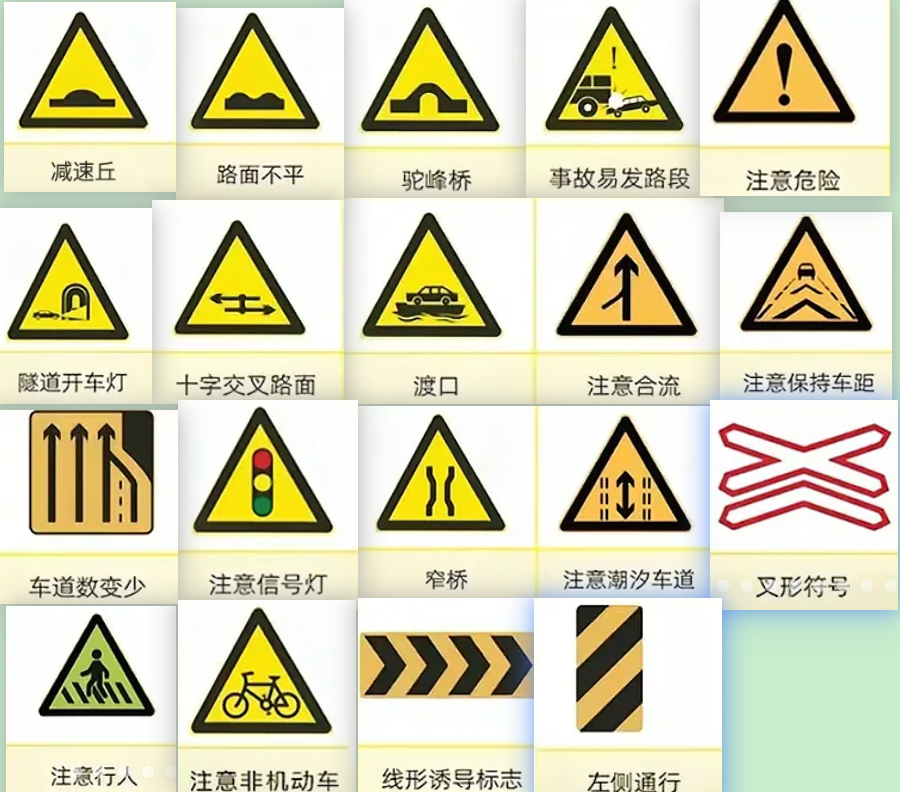 减速丘
路面不平
驼峰桥
事故易发路段
注意危险
隧道开车灯
十字交叉路面
渡口
注意合流
注意保持车距
车道数变少
注意信号灯
窄桥
注意潮汐车道
叉形符号
注意行人
注意非机动车
线形诱导标志
左侧通行